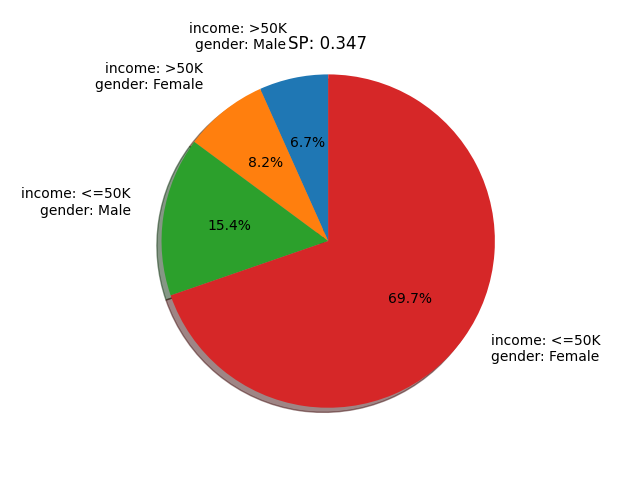 income: >50K
gender: Male
SP: 0.347
income: >50K
gender: Female
6.7%
8.2%
income: <=50K
gender: Male
15.4%
69.7%
income: <=50K
gender: Female